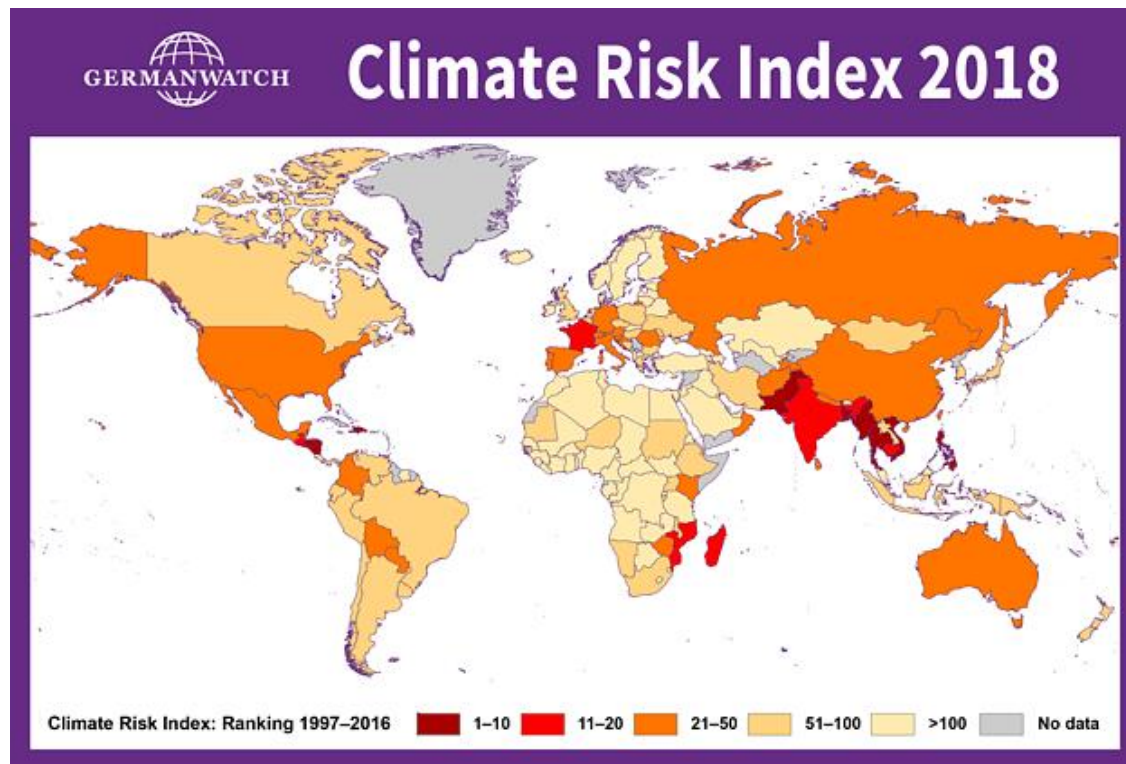 GERMANWATCH
Climate Risk Index 2018
Climate Risk Index: Ranking 1997–2016 1–10 11–20 21–50 51–100 >100 No data